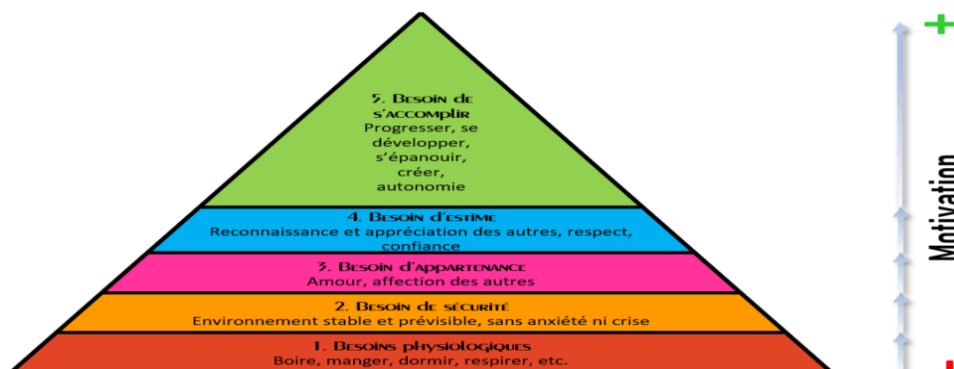 5. Besoin de
s'accomplir
Progresser, se
développer,
s'épanouir,
créer,
autonomie
4. Besoin d'estime
Reconnaissance et appréciation des autres, respect,
confiance
3. Besoin d'appartenance
Amour, affection des autres
2. Besoin de sécurité
Environnement stable et prévisible, sans anxiété ni crise
1. Besoins physiologiques
Boire, manger, dormir, respirer, etc.
+
Motivation